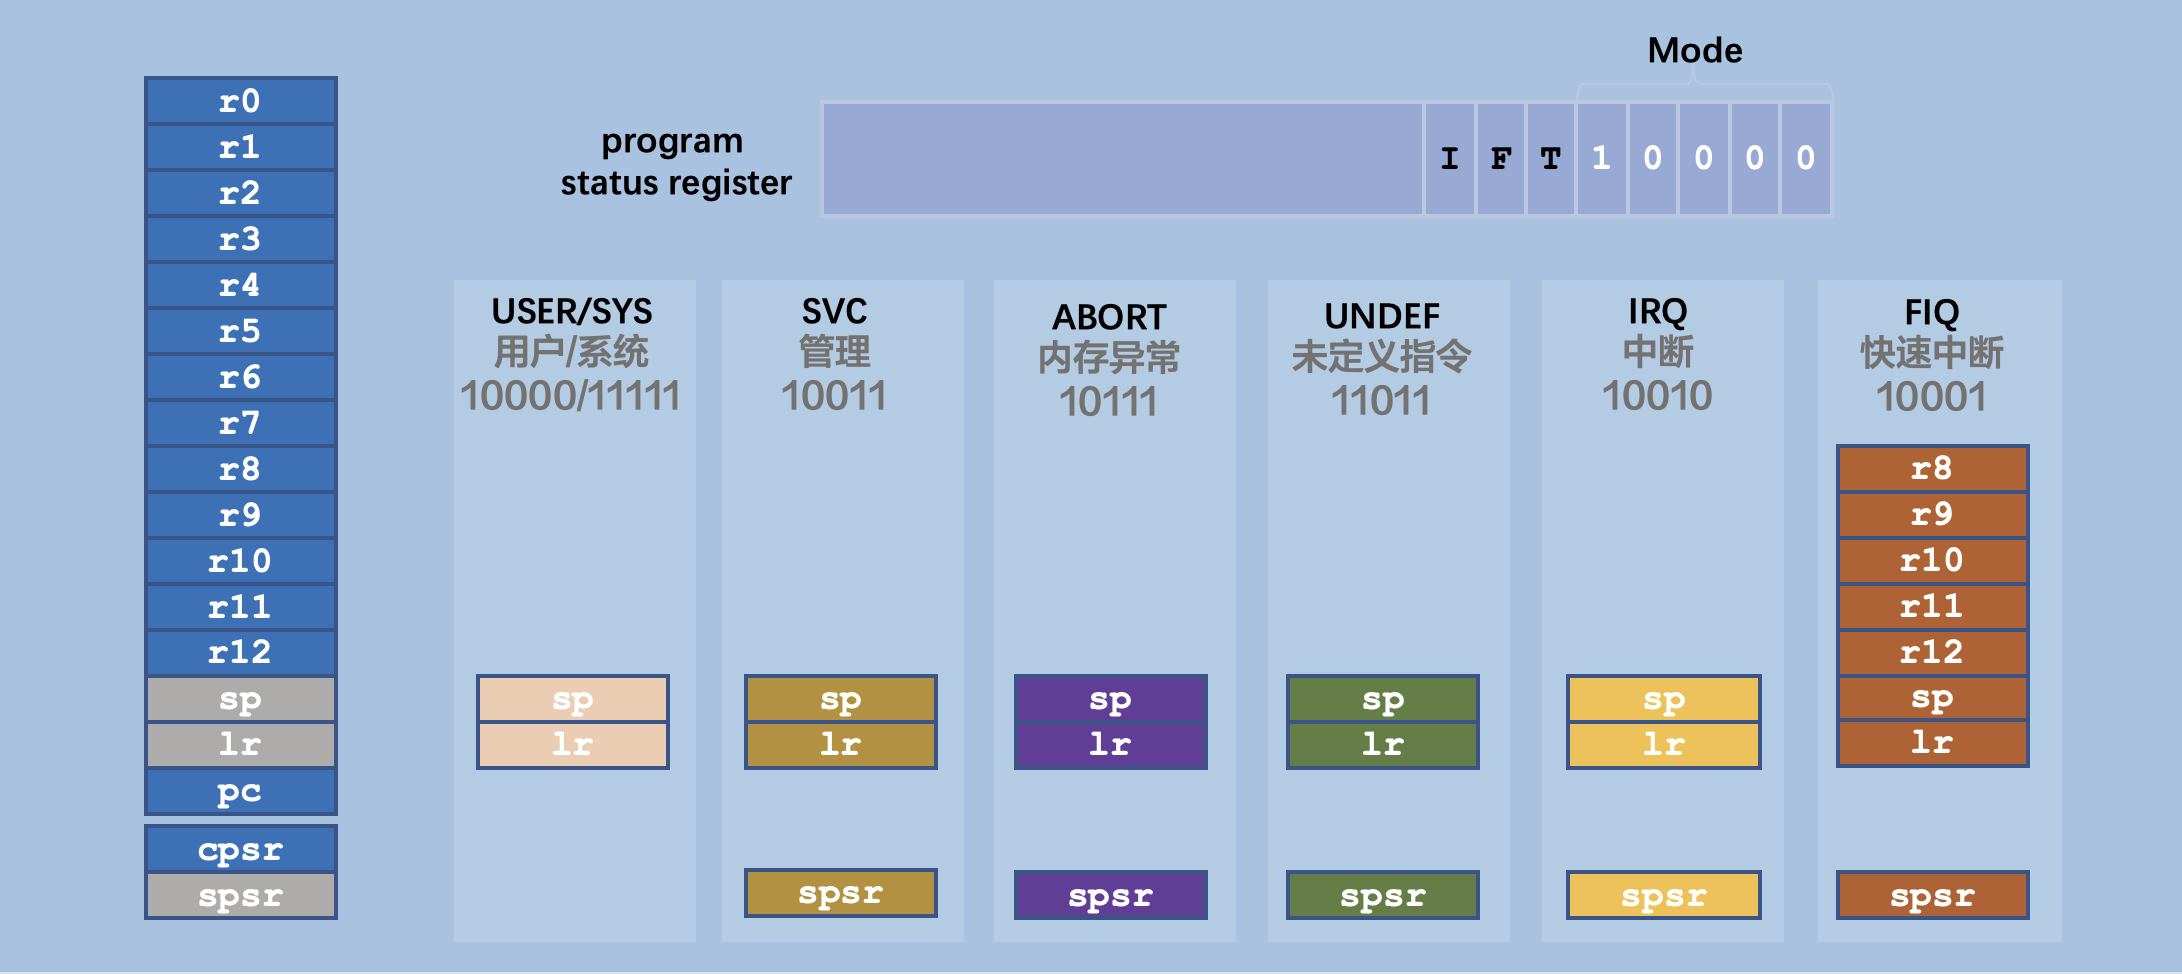 Mode
program
status register
I F T 1 0 0 0 0
r0
r1
r2
r3
r4
r5
r6
r7
r8
r9
r10
r11
r12
sp
lr
pc
cpsr
spsr
USER/SYS
用户/系统
10000/11111
sp
lr
SVC
管理
10011
sp
lr
spsr
ABORT
内存异常
10111
sp
lr
spsr
UNDEF
未定义指令
11011
sp
lr
spsr
IRQ
中断
10010
sp
lr
spsr
FIQ
快速中断
10001
r8
r9
r10
r11
r12
sp
lr
spsr